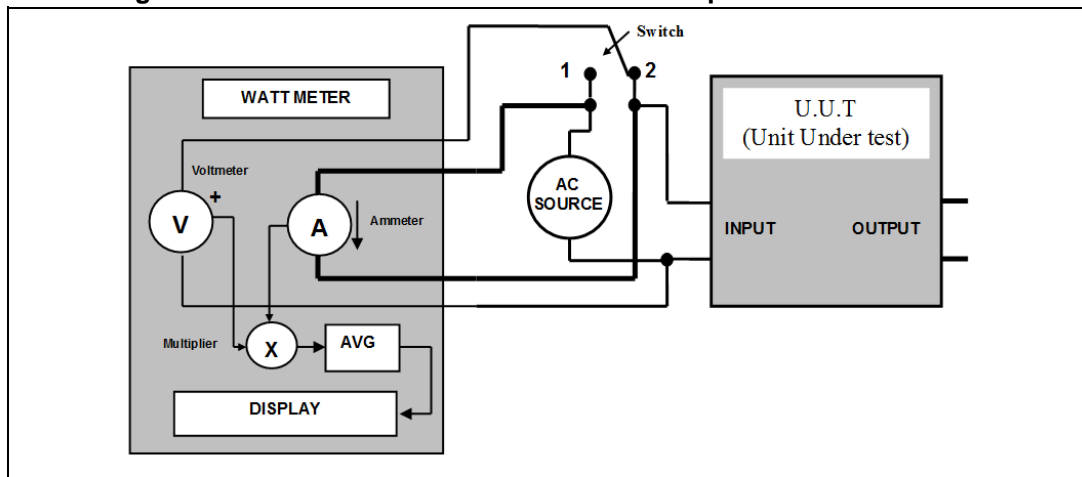 Switch
1
2
WATT METER
U.U.T
(Unit Under test)
Voltmeter
+
AC
SOURCE
V
A
Ammeter
INPUT
OUTPUT
Multiplier
X
AVG
DISPLAY